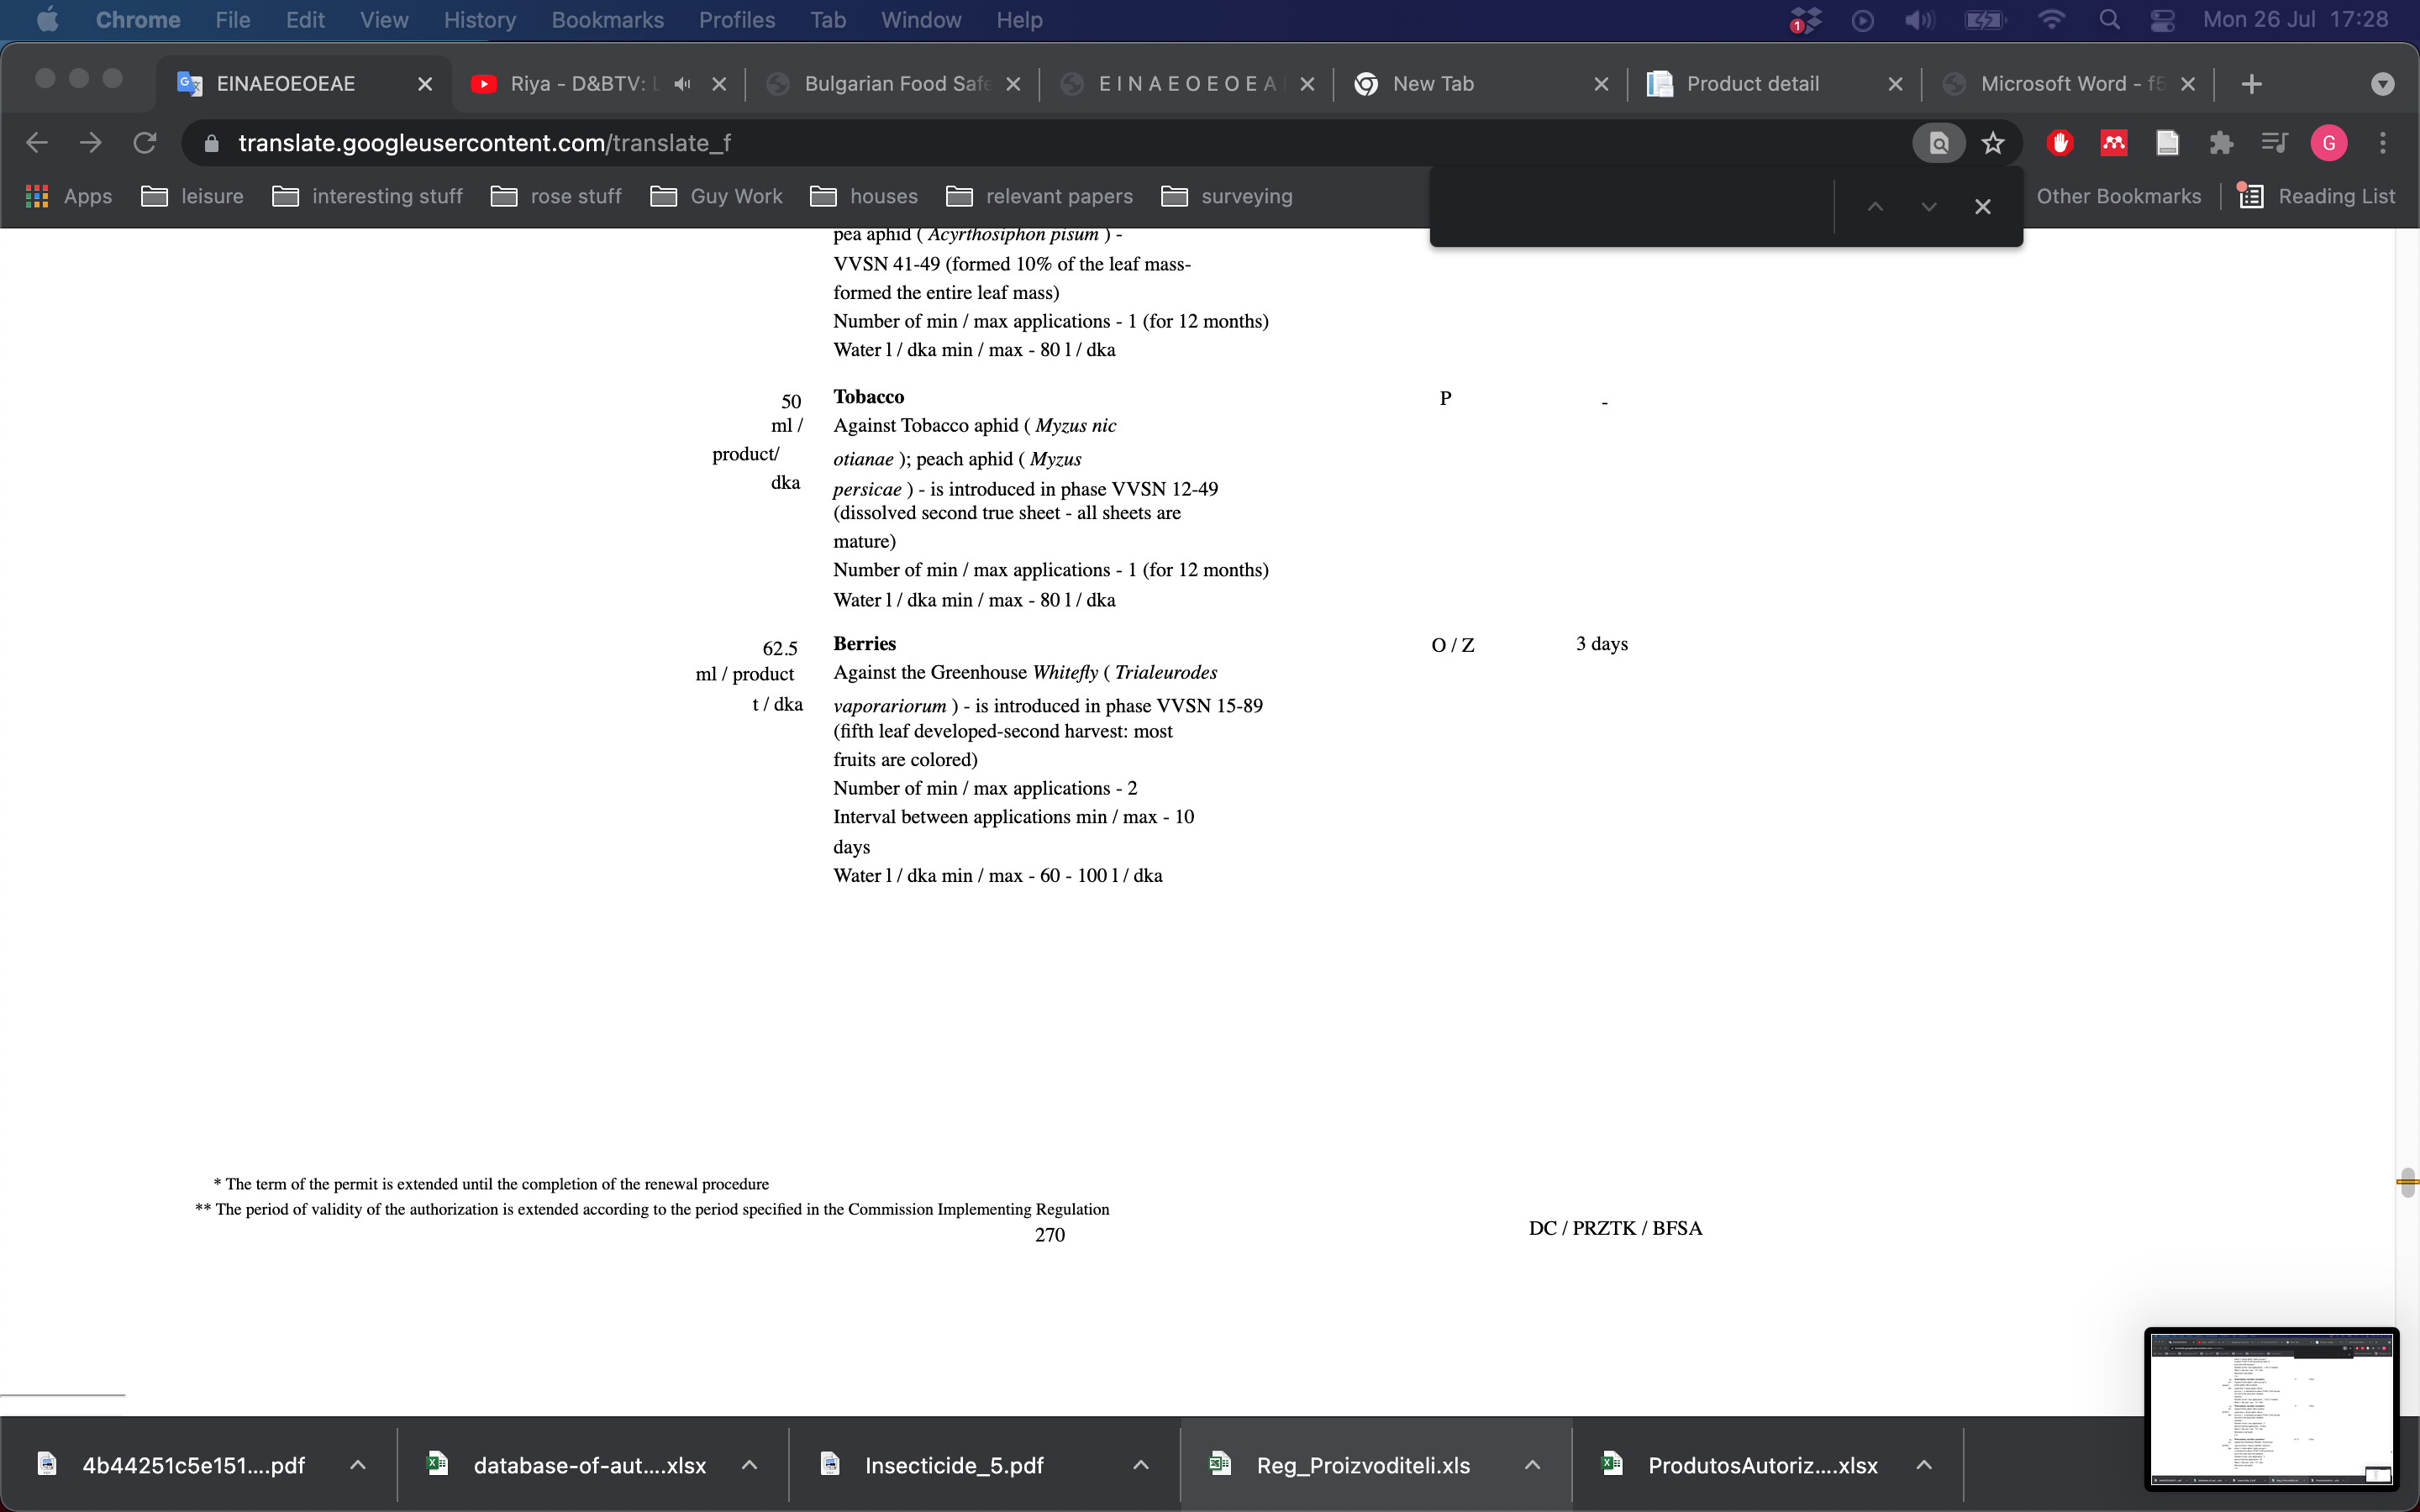 Chrome File Edit View History Bookmarks Profiles Tab Window Help 1 Mon 26 Jul 17:28
EINAEOEOEAE Riya - D&BTV: L Bulgarian Food Safe E I N A E O E O E A New Tab Product detail Microsoft Word - f5
translate.googleusercontent.com/translate_f G
Apps leisure interesting stuff rose stuff Guy Work houses relevant papers surveying Other Bookmarks Reading List
pea aphid ( Acyrthosiphon pisum ) -
VVSN 41-49 (formed 10% of the leaf mass-
formed the entire leaf mass)
Number of min / max applications - 1 (for 12 months)
Water l / dka min / max - 80 l / dka
50 Tobacco P -
ml / Against Tobacco aphid ( Myzus nic
product/ otianae ); peach aphid ( Myzus
dka persicae ) - is introduced in phase VVSN 12-49
(dissolved second true sheet - all sheets are
mature)
Number of min / max applications - 1 (for 12 months)
Water l / dka min / max - 80 l / dka
62.5 Berries O / Z 3 days
ml / product Against the Greenhouse Whitefly ( Trialeurodes
t / dka vaporariorum ) - is introduced in phase VVSN 15-89
(fifth leaf developed-second harvest: most
fruits are colored)
Number of min / max applications - 2
Interval between applications min / max - 10
days
Water l / dka min / max - 60 - 100 l / dka
* The term of the permit is extended until the completion of the renewal procedure
** The period of validity of the authorization is extended according to the period specified in the Commission Implementing Regulation
270 DC / PRZTK / BFSA
4b44251c5e151....pdf database-of-aut....xlsx Insecticide_5.pdf Reg_Proizvoditeli.xls ProdutosAutoriz....xlsx